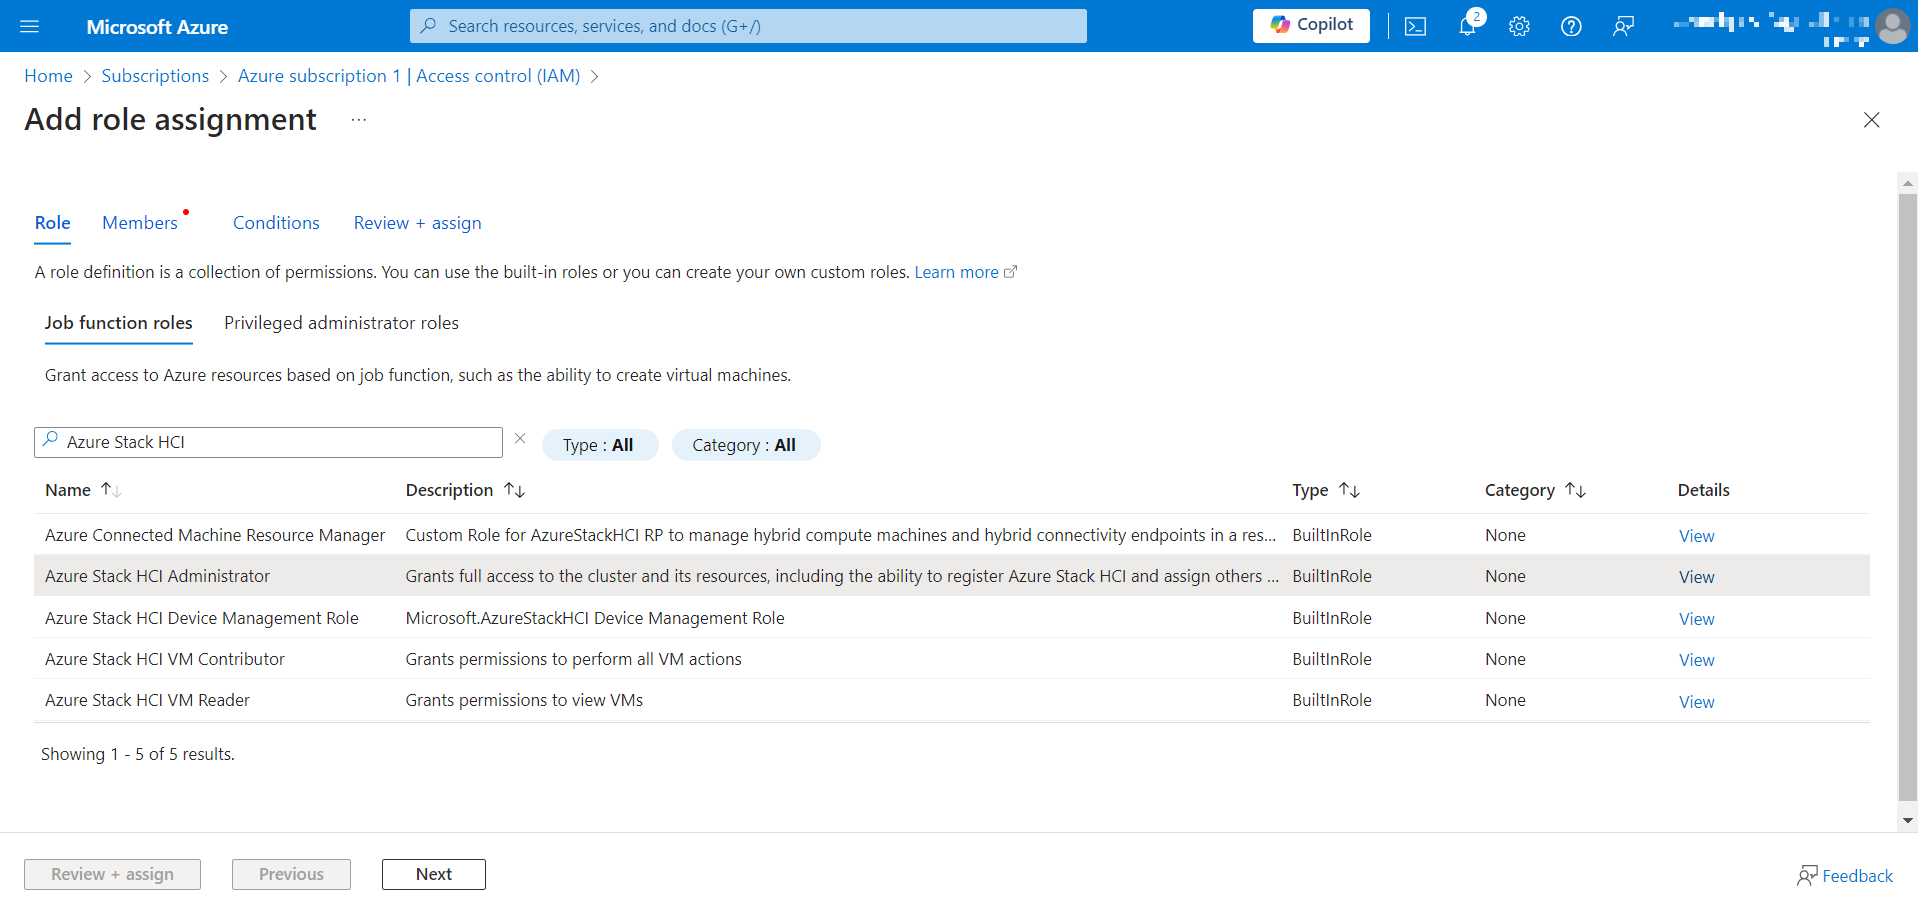 Microsoft Azure
Search resources, services, and docs (G+/)
Copilot
2
Home > Subscriptions > Azure subscription 1 | Access control (IAM) >
Add role assignment ...
Role Members Conditions Review + assign
A role definition is a collection of permissions. You can use the built-in roles or you can create your own custom roles. Learn more
Job function roles Privileged administrator roles
Grant access to Azure resources based on job function, such as the ability to create virtual machines.
Azure Stack HCI Type : All Category : All
Name Description Type Category Details
Azure Connected Machine Resource Manager Custom Role for AzureStackHCI RP to manage hybrid compute machines and hybrid connectivity endpoints in a res... BuiltInRole None View
Azure Stack HCI Administrator Grants full access to the cluster and its resources, including the ability to register Azure Stack HCI and assign others ... BuiltInRole None View
Azure Stack HCI Device Management Role Microsoft.AzureStackHCI Device Management Role BuiltInRole None View
Azure Stack HCI VM Contributor Grants permissions to perform all VM actions BuiltInRole None View
Azure Stack HCI VM Reader Grants permissions to view VMs BuiltInRole None View
Showing 1 - 5 of 5 results.
Review + assign Previous Next Feedback